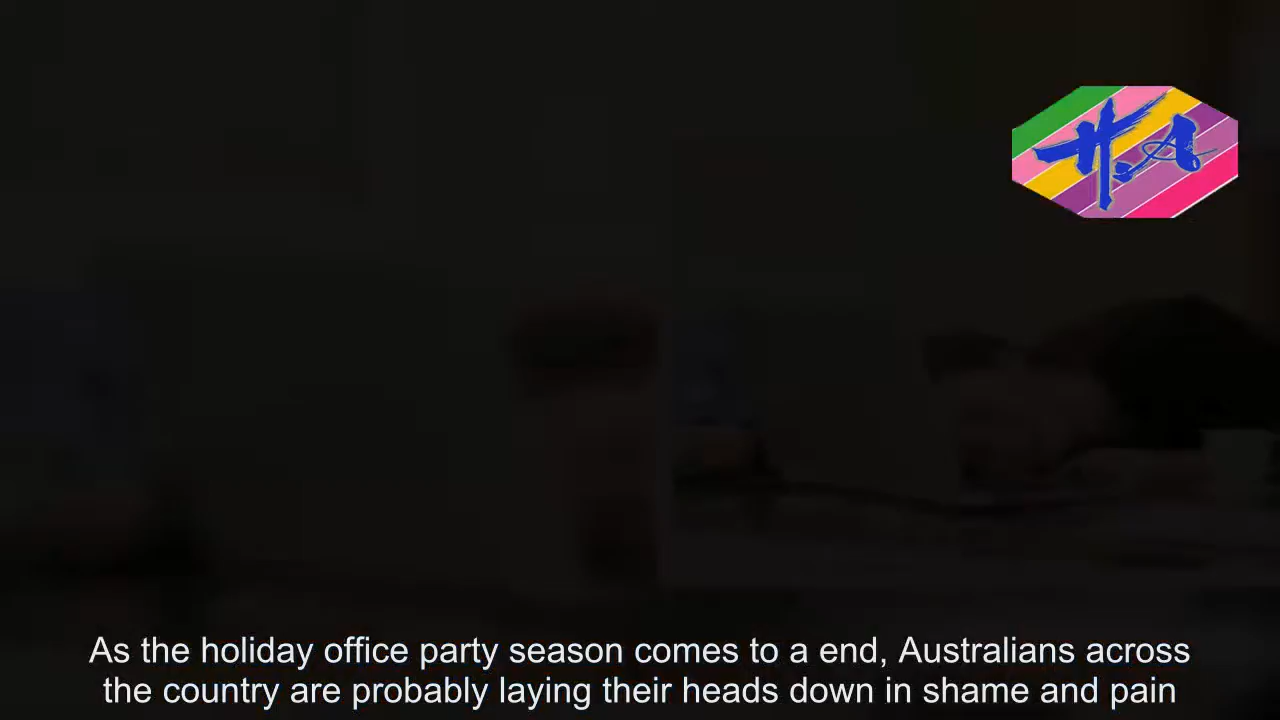 H.A
As the holiday office party season comes to a end, Australians across
the country are probably laying their heads down in shame and pain